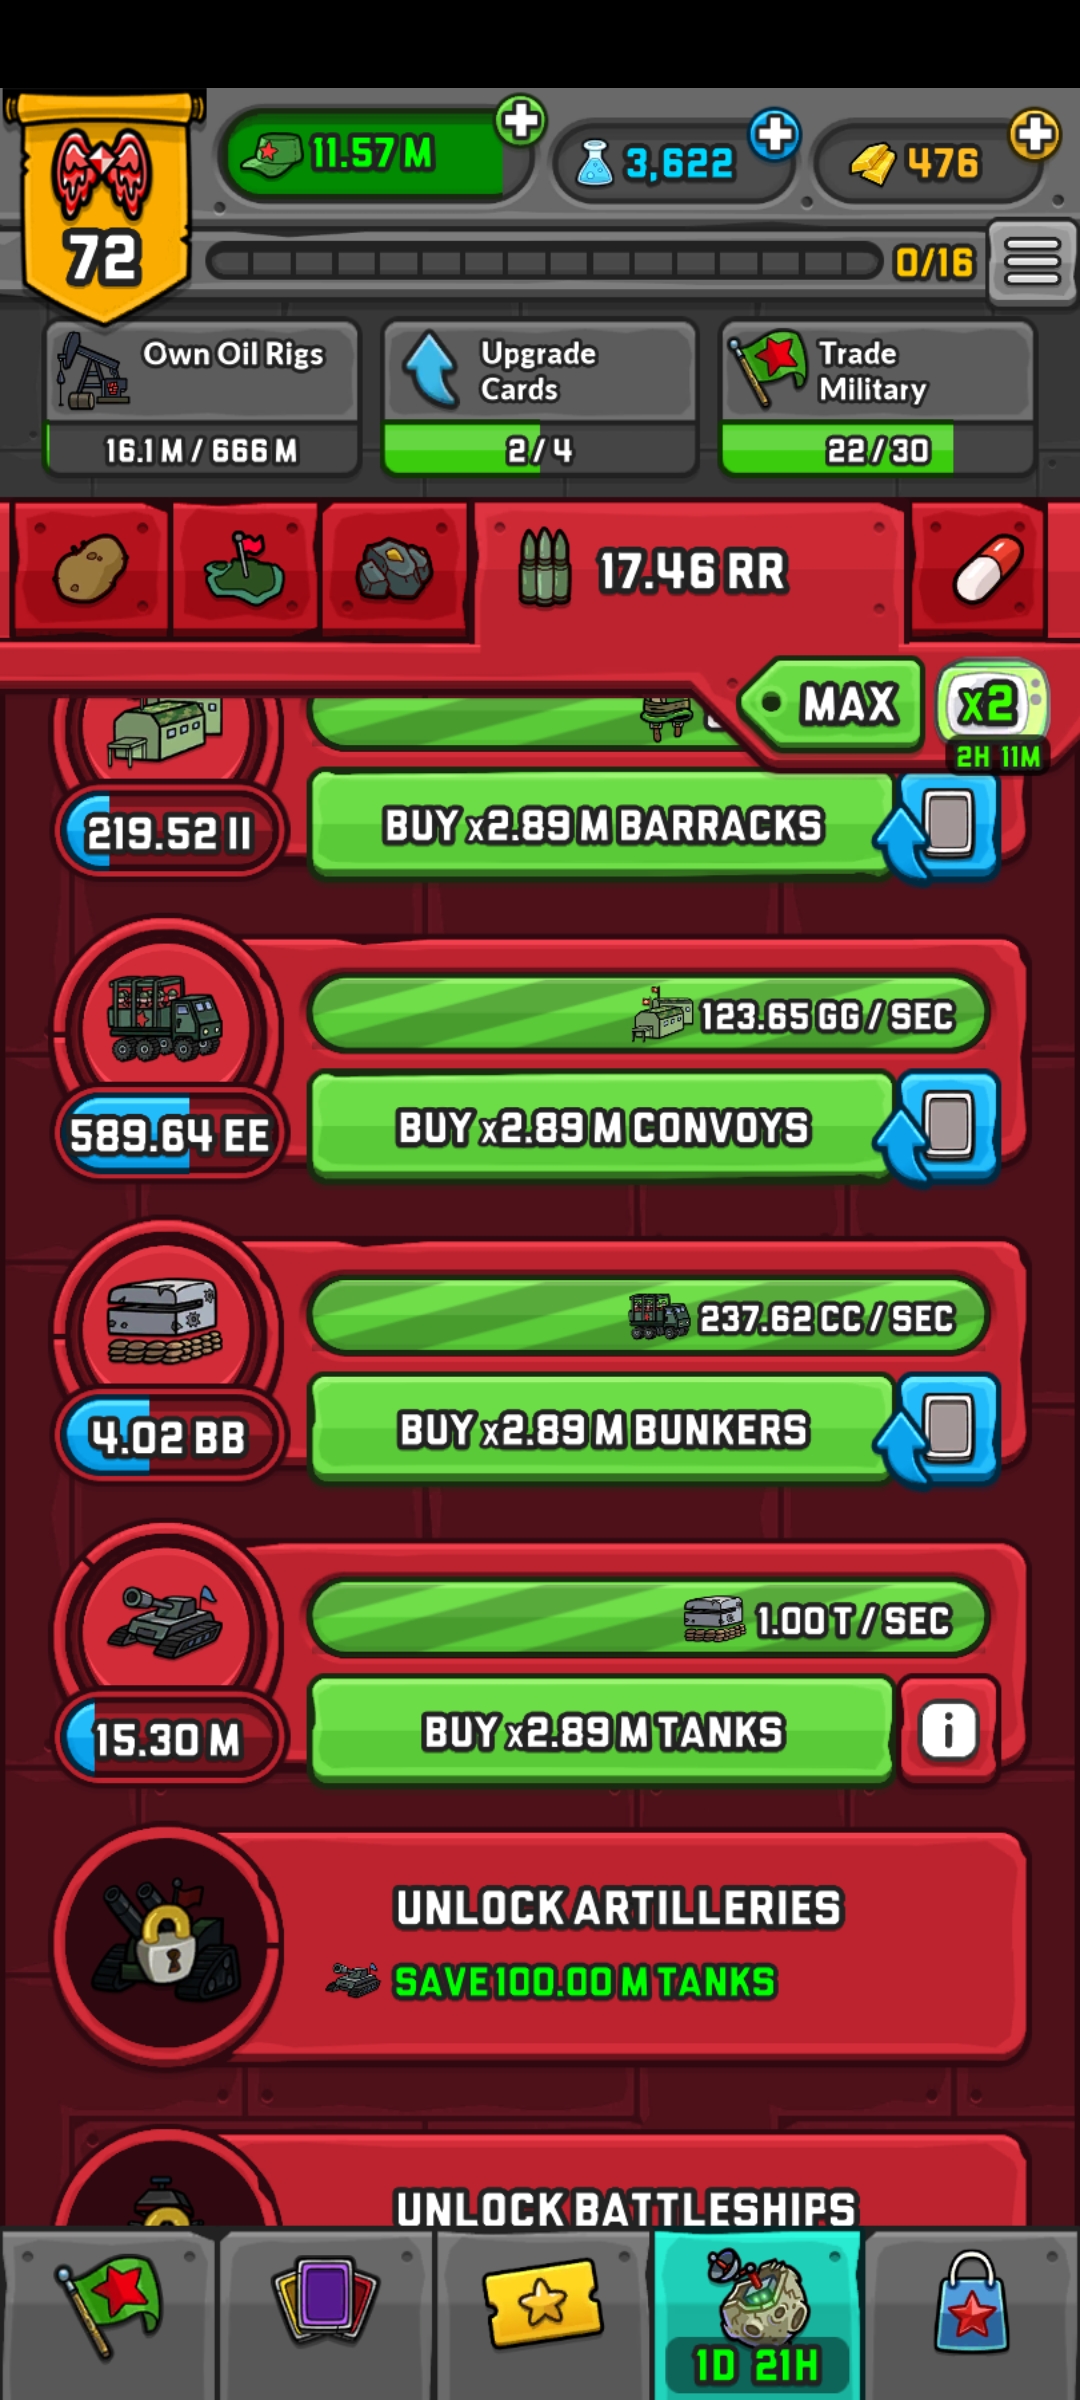 11.57 M
3,622
476
72
0/16
Own Oil Rigs
16.1 M / 666 M
Upgrade
Cards
2/4
Trade
Military
22/30
17.46 RR
MAX
x2
2H 11M
219.52 II
BUY x2.89 M BARRACKS
123.65 GG / SEC
589.64 EE
BUY x2.89 M CONVOYS
237.62 CC / SEC
4.02 BB
BUY x2.89 M BUNKERS
1.00 T / SEC
15.30 M
BUY x2.89 M TANKS
i
UNLOCK ARTILLERIES
SAVE 100.00 M TANKS
UNLOCK BATTLESHIPS
1D 21H